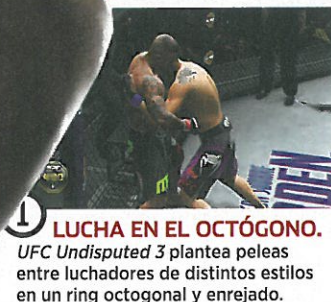 1
LUCHA EN EL OCTÓGONO.
UFC Undisputed 3 plantea peleas
entre luchadores de distintos estilos
en un ring octogonal y enrejado.